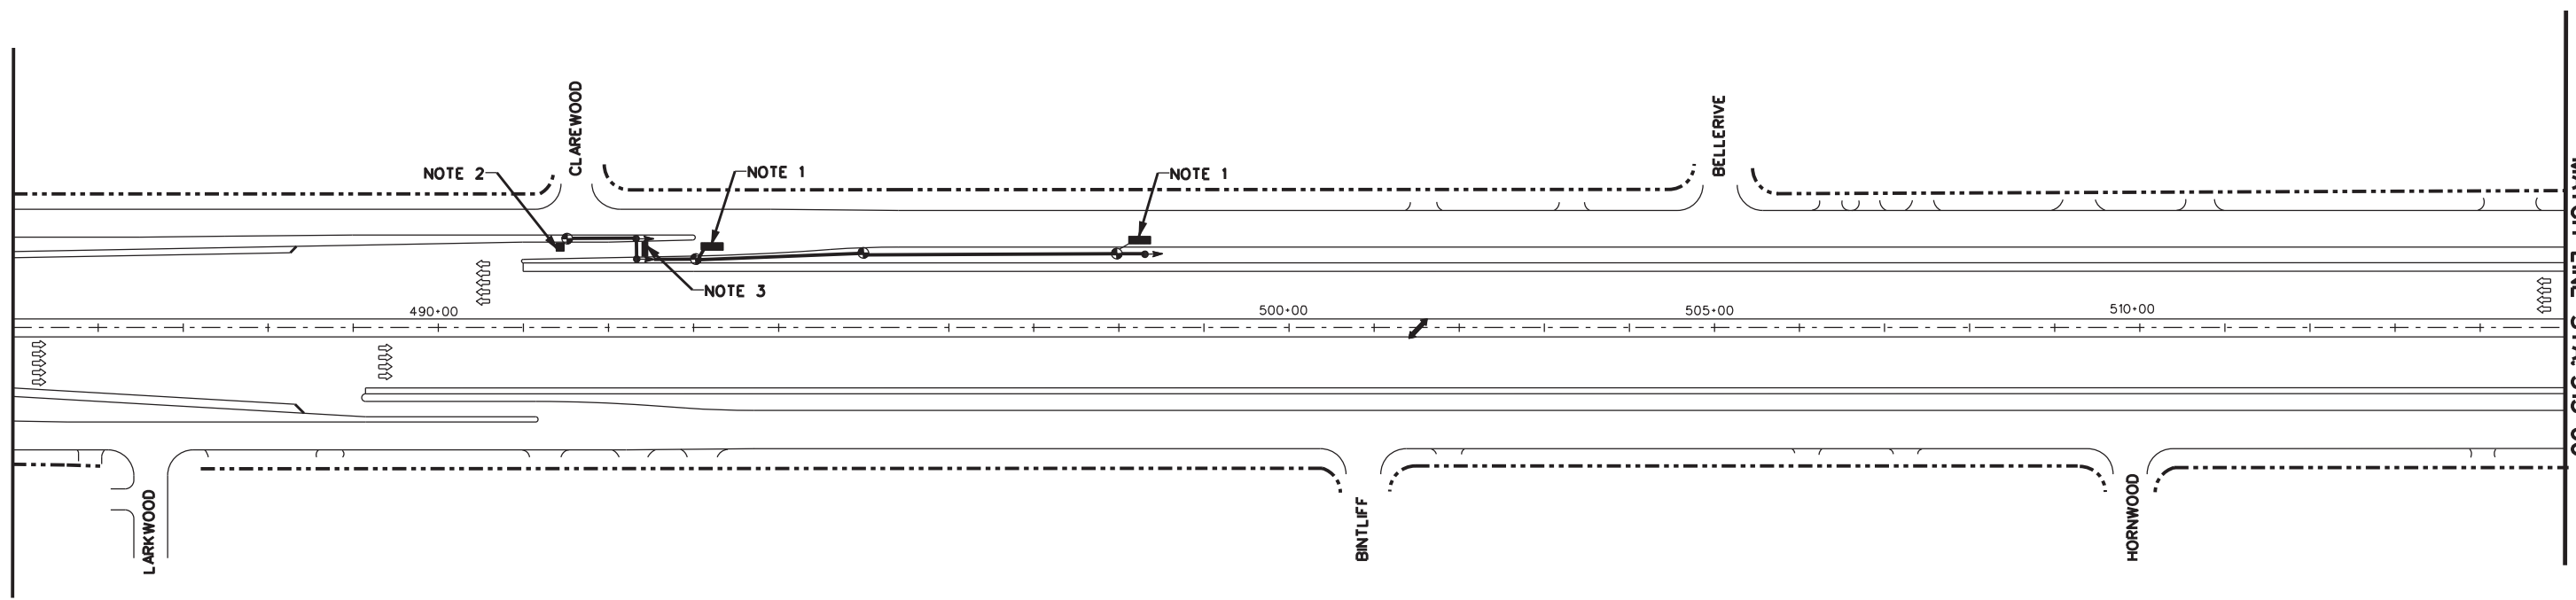 CLAREWOOD
BELLERIVE
NOTE 2
NOTE 1
NOTE 1
NOTE 3
490+00
500+00
505+00
510+00
LARKWOOD
BINTLIFF
HORNWOOD